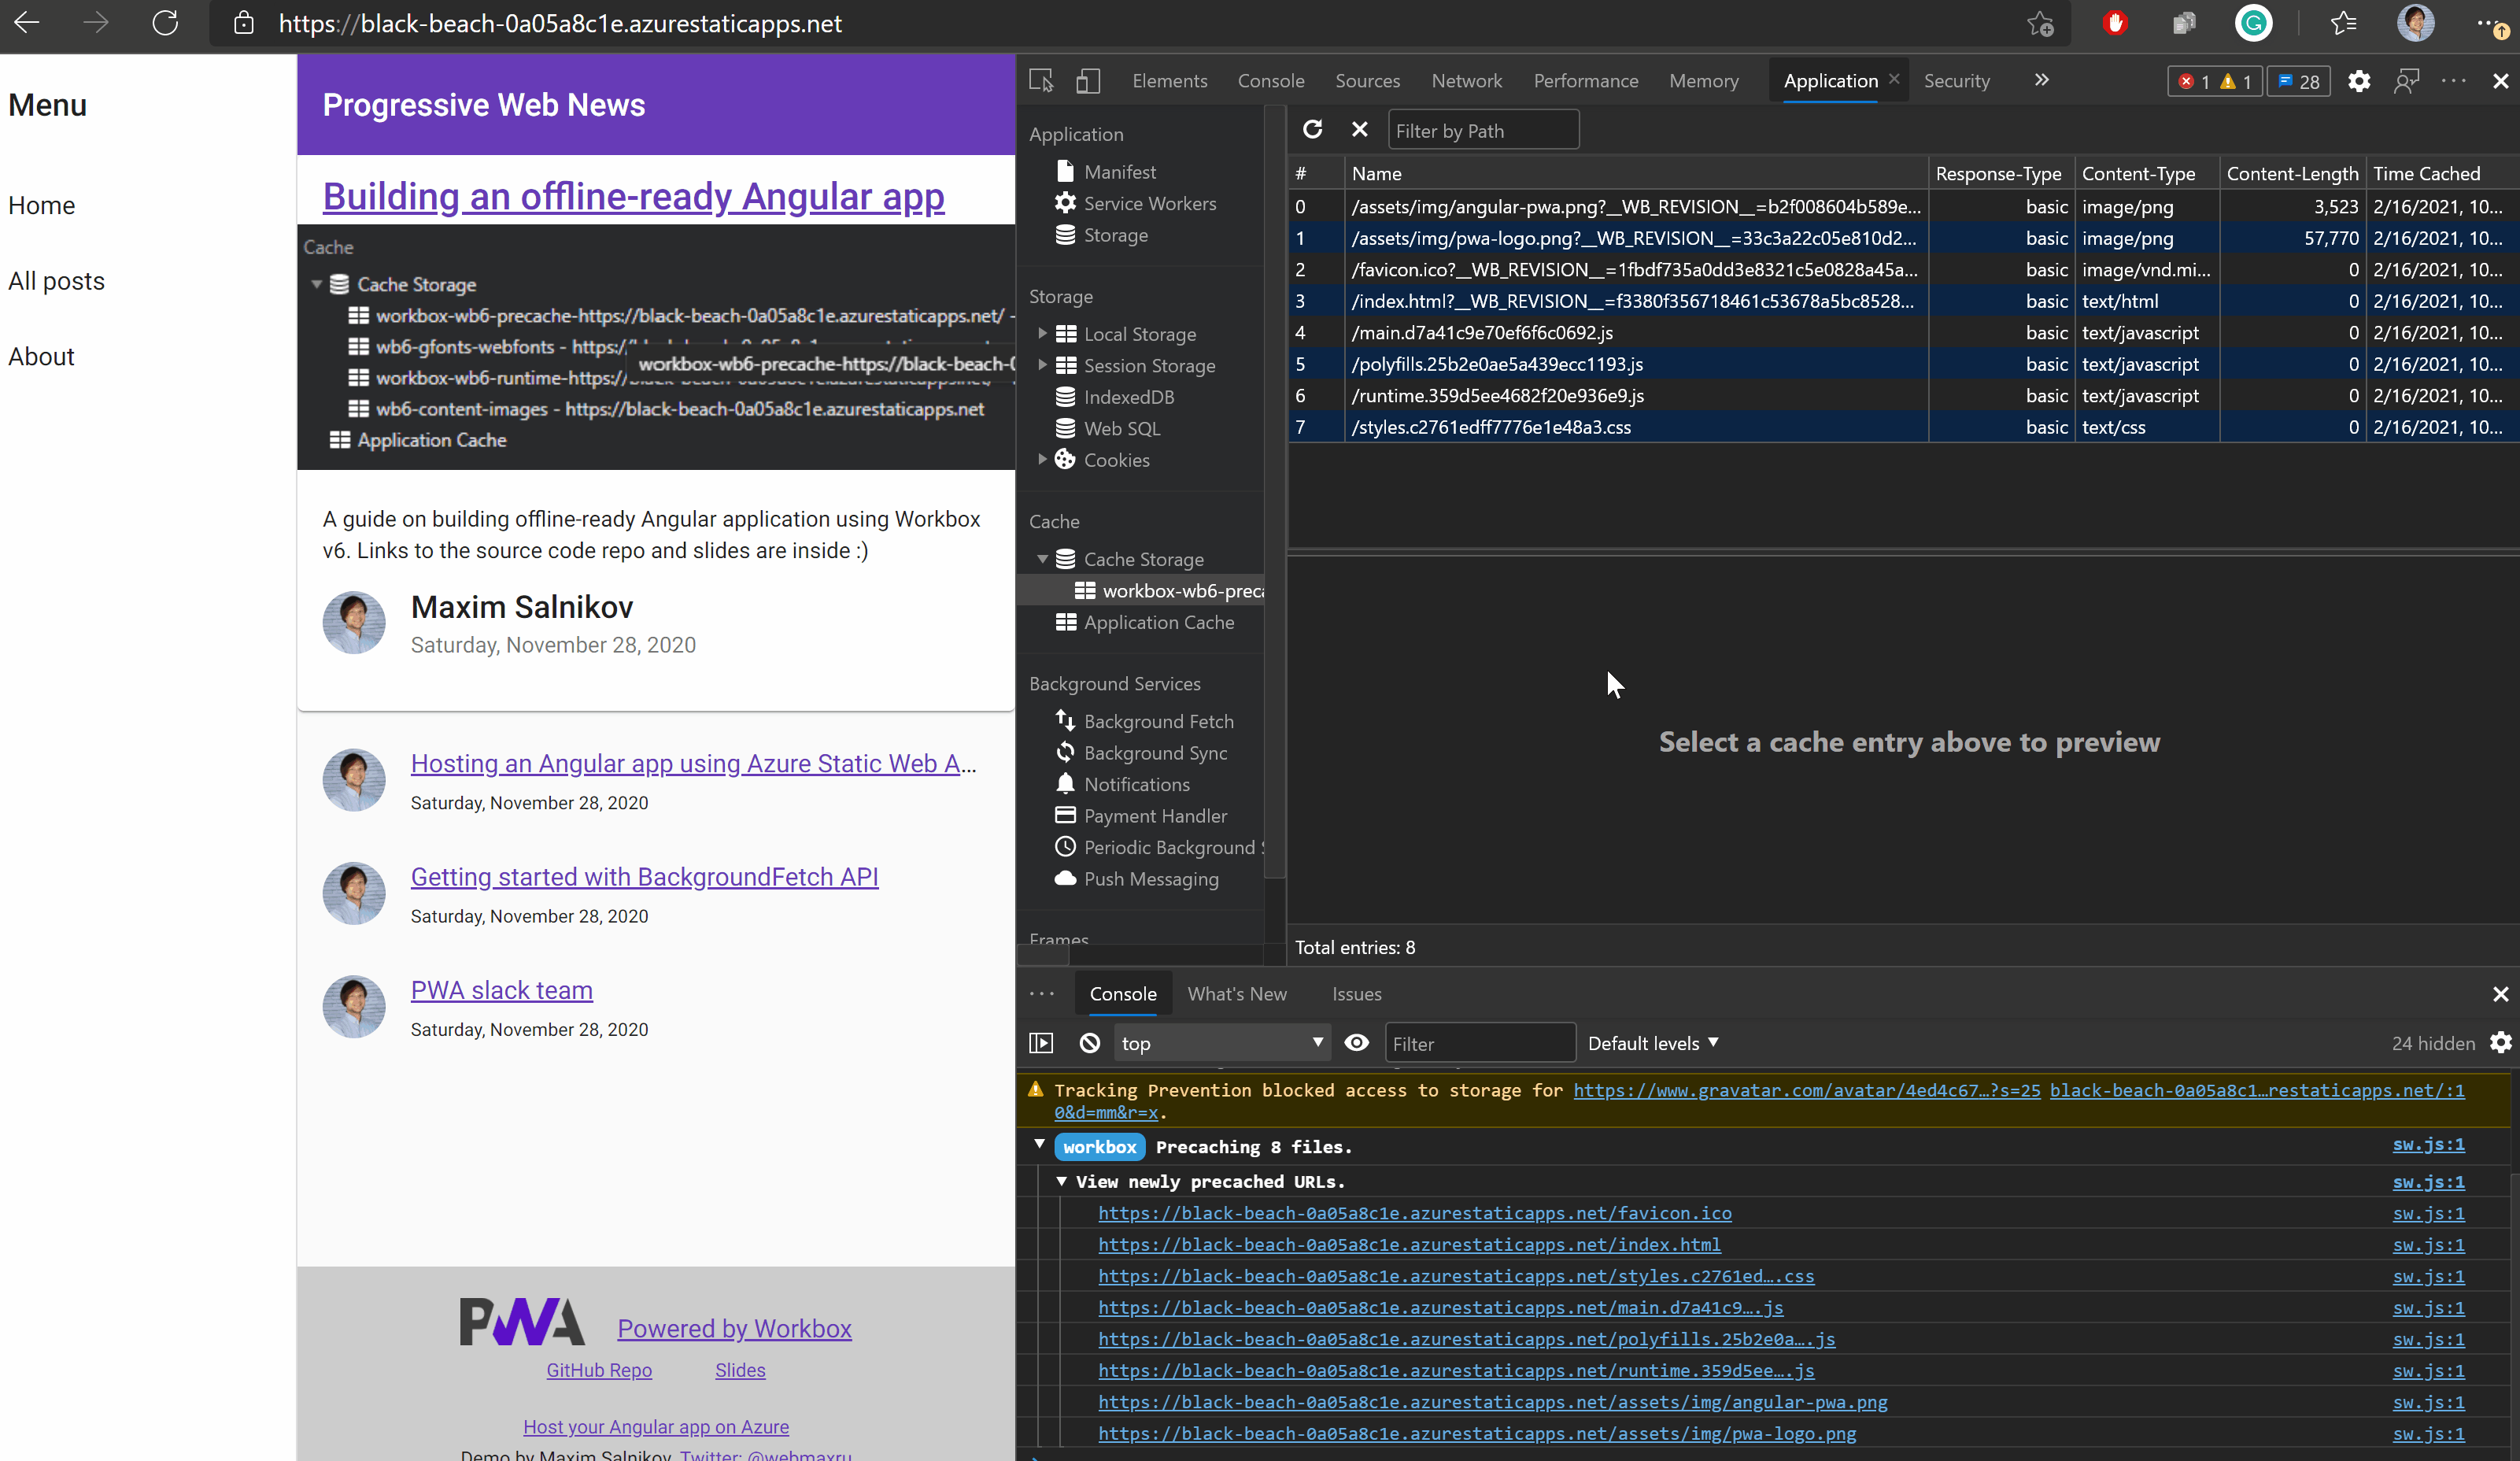 https://black-beach-0a05a8c1e.azurestaticapps.net
Menu
Home
All posts
About
Progressive Web News
Building an offline-ready Angular app
Cache
Cache Storage
workbox-wb6-precache-https://black-beach-0a05a8c1e.azurestaticapps.net/ -
wb6-gfonts-webfonts - https:/
workbox-wb6-precache-https://black-beach-
workbox-wb6-runtime-https:/
wb6-content-images - https://black-beach-0a05a8c1e.azurestaticapps.net
Application Cache
A guide on building offline-ready Angular application using Workbox
v6. Links to the source code repo and slides are inside :)
Maxim Salnikov
Saturday, November 28, 2020
Hosting an Angular app using Azure Static Web A...
Saturday, November 28, 2020
Getting started with BackgroundFetch API
Saturday, November 28, 2020
PWA slack team
Saturday, November 28, 2020
PWA Powered by Workbox
GitHub Repo Slides
Host your Angular app on Azure
Demo by Maxim Salnikov. Twitter: @webmaxru
Elements Console Sources Network Performance Memory Application Security 1 1 28
Application
Manifest
Service Workers
Storage
Storage
Local Storage
Session Storage
IndexedDB
Web SQL
Cookies
Cache
Cache Storage
workbox-wb6-preca
Application Cache
Background Services
Background Fetch
Background Sync
Notifications
Payment Handler
Periodic Background S
Push Messaging
Frames
Filter by Path
# Name Response-Type Content-Type Content-Length Time Cached
0 /assets/img/angular-pwa.png?__WB_REVISION__=b2f008604b589e... basic image/png 3,523 2/16/2021, 10...
1 /assets/img/pwa-logo.png?__WB_REVISION__=33c3a22c05e810d2... basic image/png 57,770 2/16/2021, 10...
2 /favicon.ico?__WB_REVISION__=1fbdf735a0dd3e8321c5e0828a45a... basic image/vnd.mi... 0 2/16/2021, 10...
3 /index.html?__WB_REVISION__=f3380f356718461c53678a5bc8528... basic text/html 0 2/16/2021, 10...
4 /main.d7a41c9e70ef6f6c0692.js basic text/javascript 0 2/16/2021, 10...
5 /polyfills.25b2e0ae5a439ecc1193.js basic text/javascript 0 2/16/2021, 10...
6 /runtime.359d5ee4682f20e936e9.js basic text/javascript 0 2/16/2021, 10...
7 /styles.c2761edff7776e1e48a3.css basic text/css 0 2/16/2021, 10...
Select a cache entry above to preview
Total entries: 8
Console What's New Issues
top Filter Default levels 24 hidden
Tracking Prevention blocked access to storage for https://www.gravatar.com/avatar/4ed4c67…?s=25 black-beach-0a05a8c1…restaticapps.net/:1
0&d=mm&r=x.
workbox Precaching 8 files. sw.js:1
View newly precached URLs. sw.js:1
https://black-beach-0a05a8c1e.azurestaticapps.net/favicon.ico sw.js:1
https://black-beach-0a05a8c1e.azurestaticapps.net/index.html sw.js:1
https://black-beach-0a05a8c1e.azurestaticapps.net/styles.c2761ed….css sw.js:1
https://black-beach-0a05a8c1e.azurestaticapps.net/main.d7a41c9….js sw.js:1
https://black-beach-0a05a8c1e.azurestaticapps.net/polyfills.25b2e0a….js sw.js:1
https://black-beach-0a05a8c1e.azurestaticapps.net/runtime.359d5ee….js sw.js:1
https://black-beach-0a05a8c1e.azurestaticapps.net/assets/img/angular-pwa.png sw.js:1
https://black-beach-0a05a8c1e.azurestaticapps.net/assets/img/pwa-logo.png sw.js:1